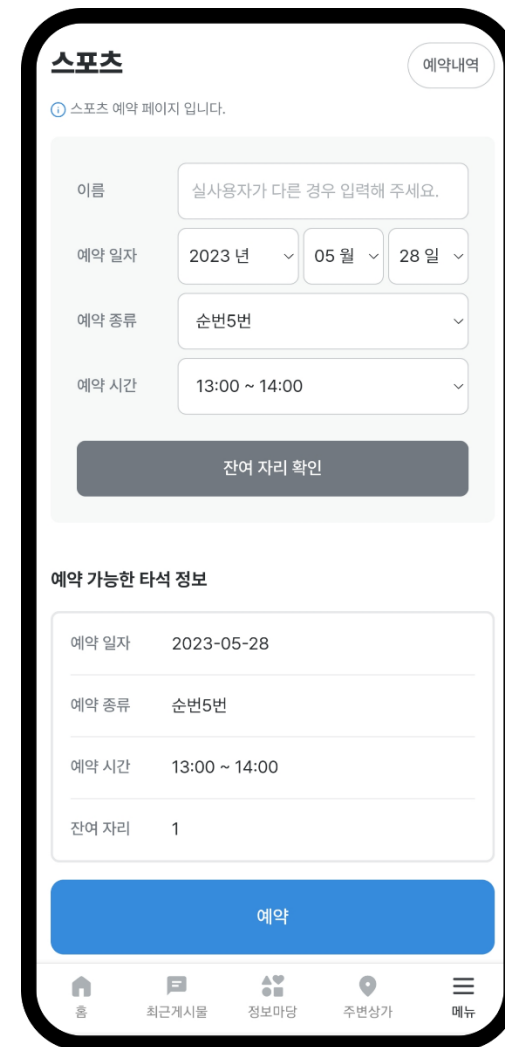 스포츠
예약내역
스포츠 예약 페이지 입니다.
이름 실사용자가 다른 경우 입력해 주세요.
예약 일자 2023 년 05 월 28 일
예약 종류 순번5번
예약 시간 13:00 ~ 14:00
잔여 자리 확인
예약 가능한 타석 정보
예약 일자 2023-05-28
예약 종류 순번5번
예약 시간 13:00 ~ 14:00
잔여 자리 1
예약
홈 최근게시물 정보마당 주변상가 메뉴